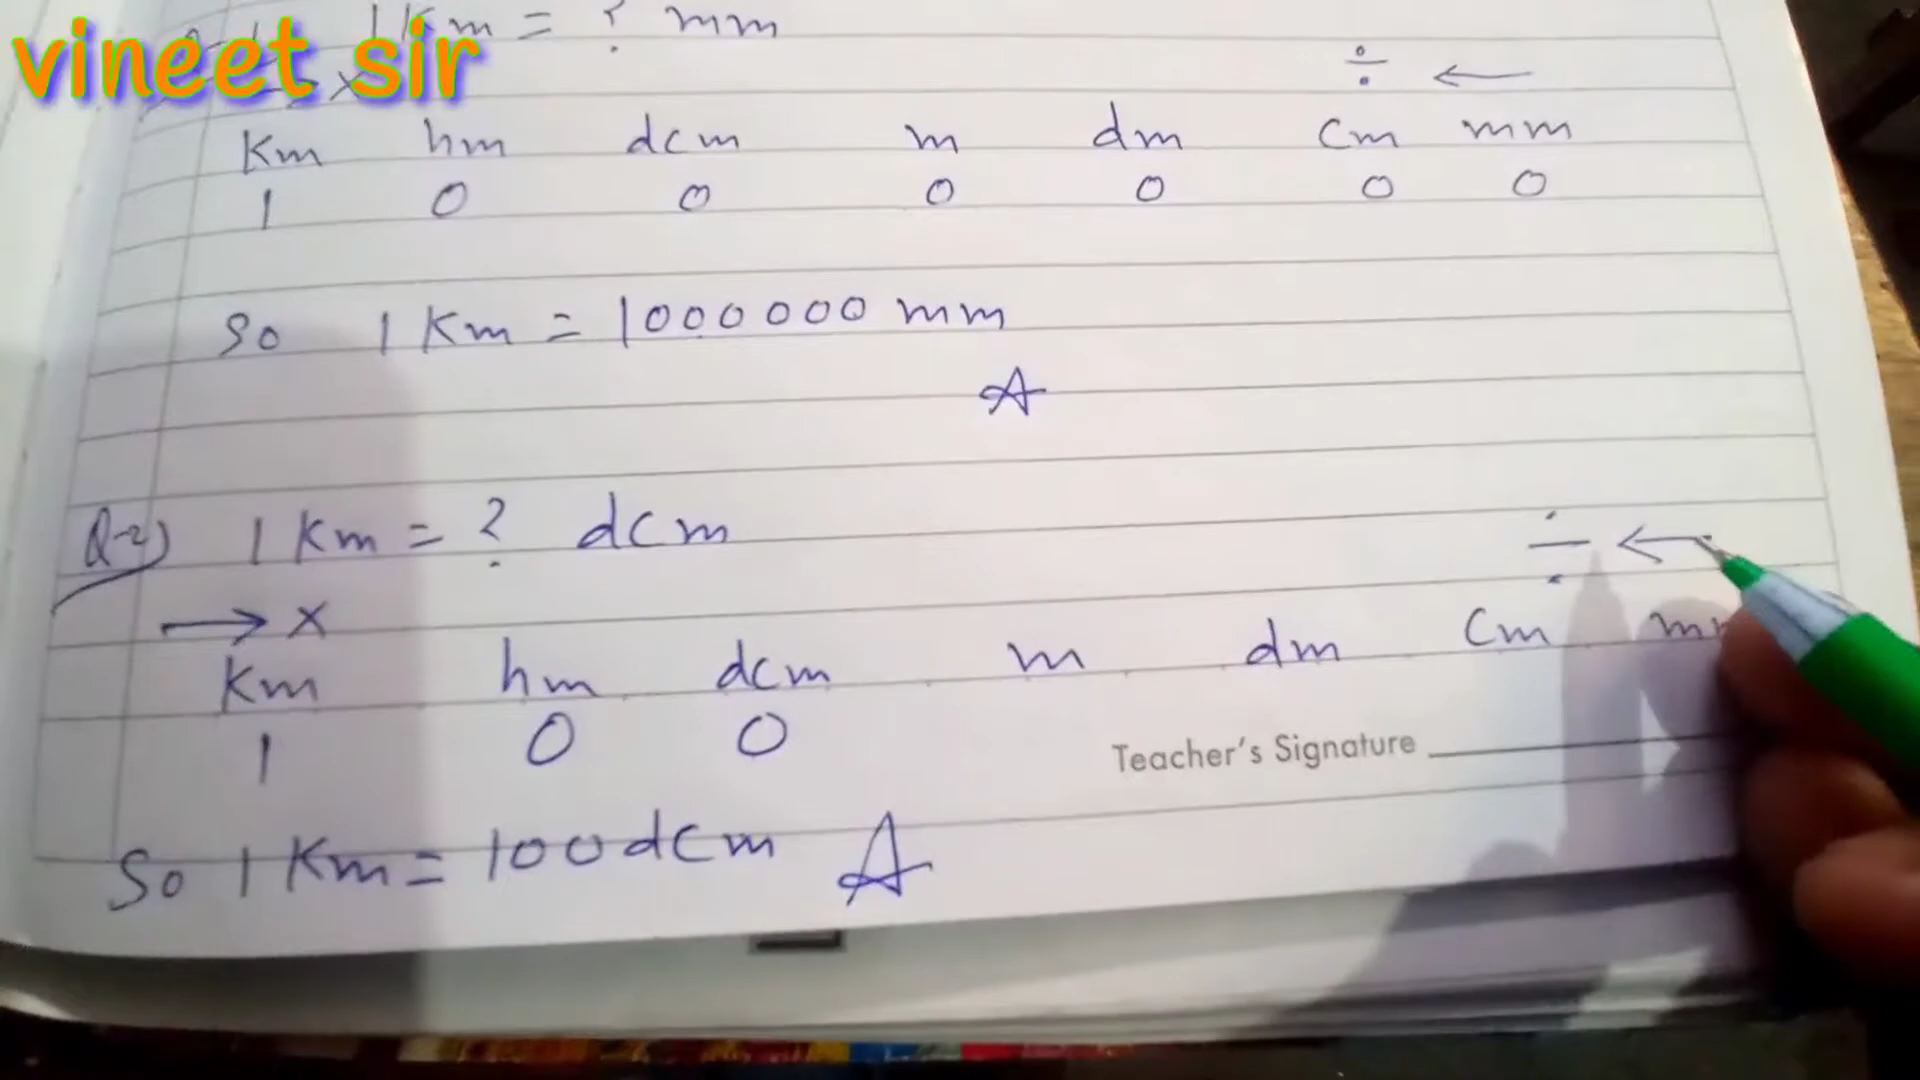 vineet sir
1 Km = ? mm
×
÷ ←
Km hm dcm m dm cm mm
1 0 0 0 0 0 0
So 1 Km = 1000000 mm
A
Q-2) 1 Km = ? dcm
→ × ÷ ←
Km hm dcm m dm cm
1 0 0
Teacher's Signature
So 1 Km = 100dcm A